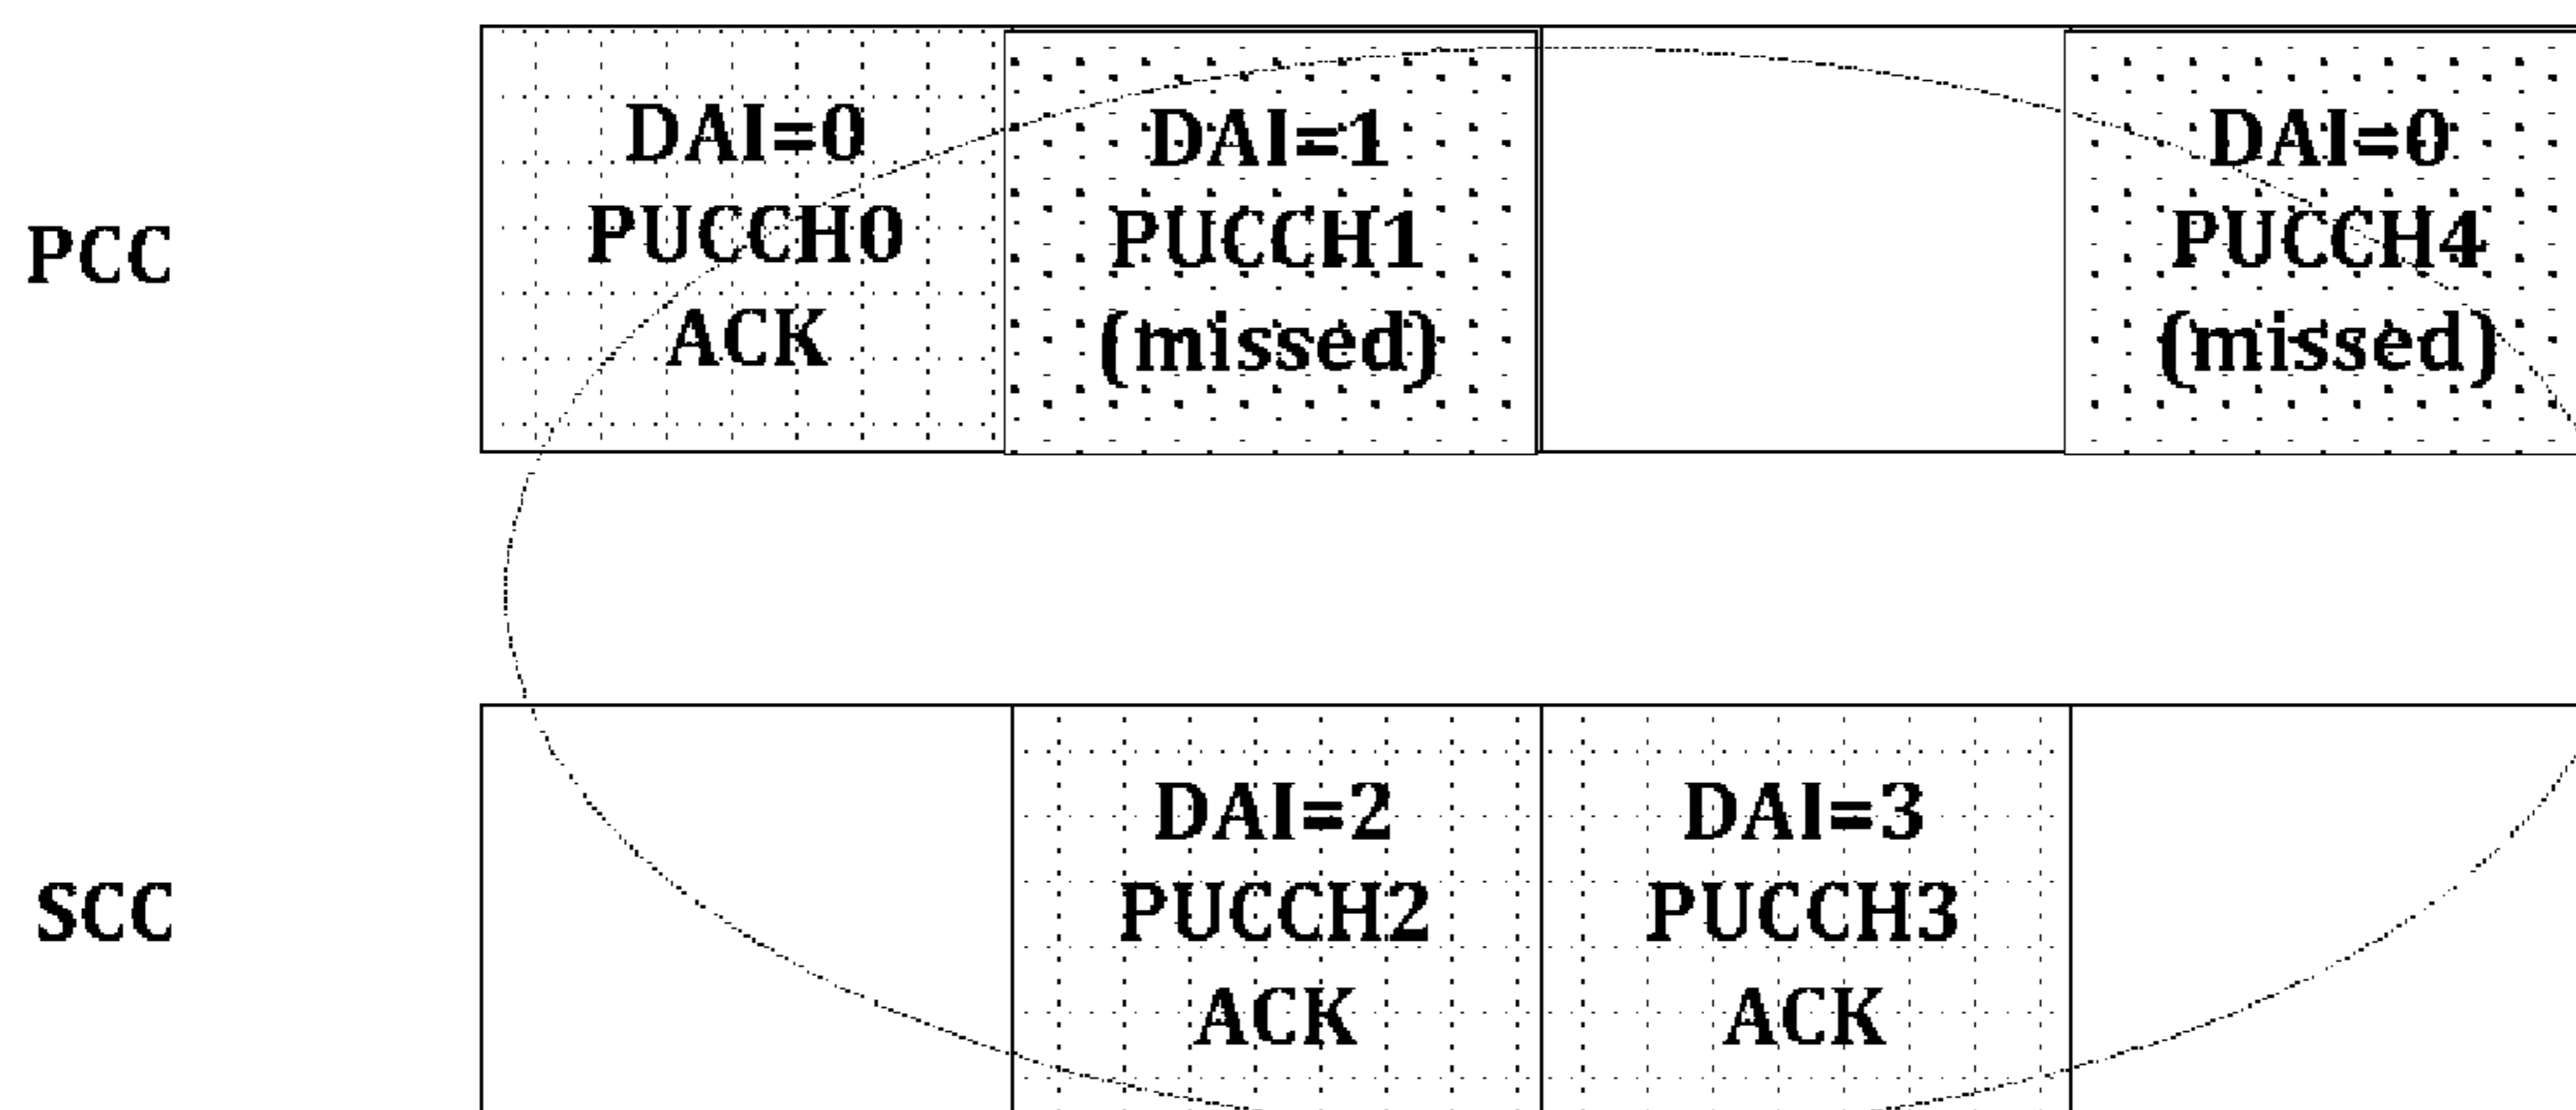 PCC
DAI=0
PUCCH0
ACK
DAI=1
PUCCH1
(missed)
DAI=0
PUCCH4
(missed)
SCC
DAI=2
PUCCH2
ACK
DAI=3
PUCCH3
ACK